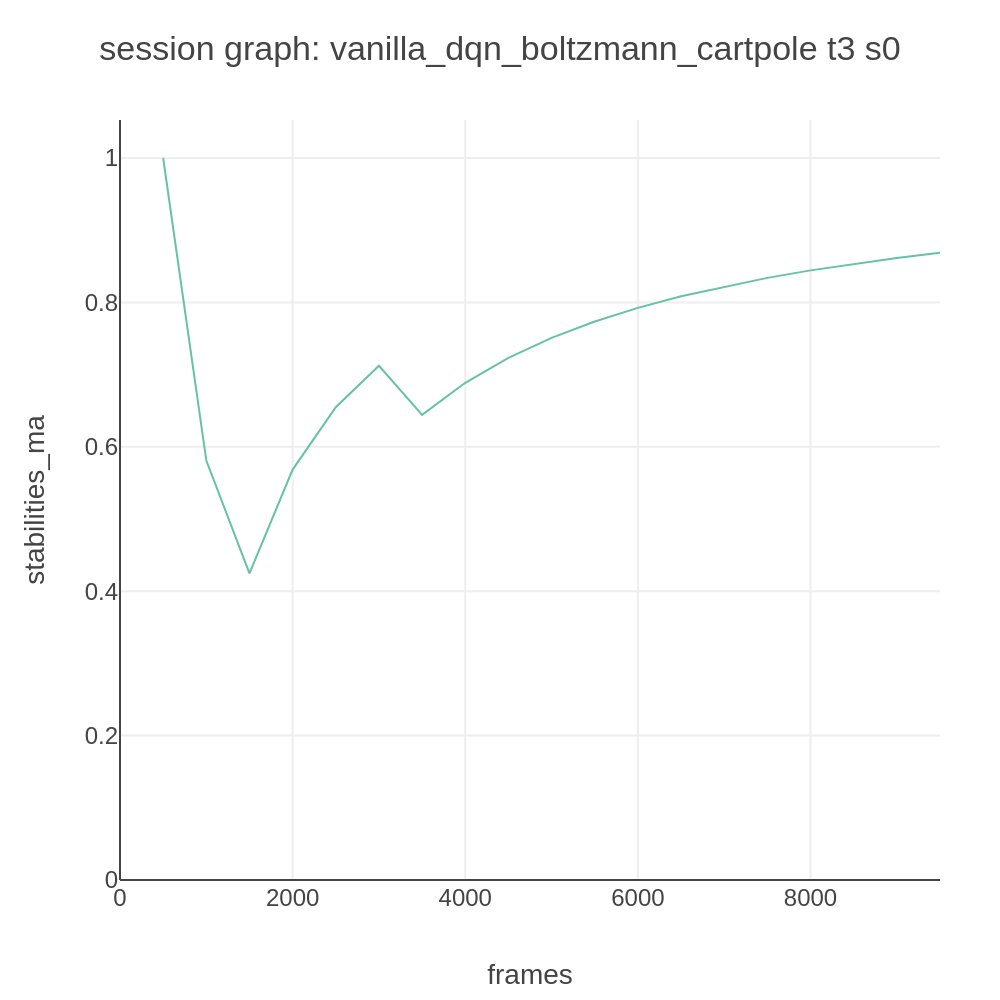 session graph: vanilla_dqn_boltzmann_cartpole t3 s0
1
0.8
0.6
0.4
0.2
0
stabilities_ma
0 2000 4000 6000 8000
frames